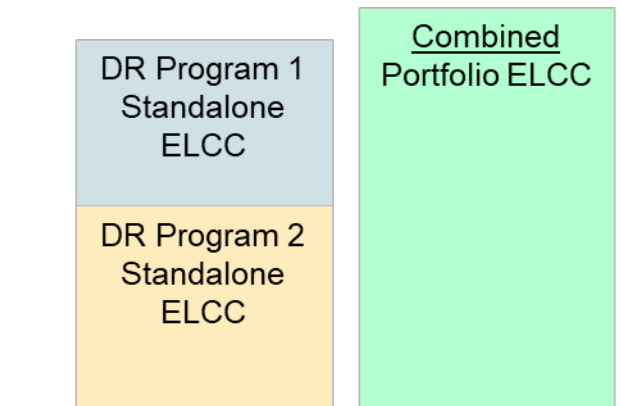 DR Program 1
Standalone
ELCC
DR Program 2
Standalone
ELCC
Combined
Portfolio ELCC